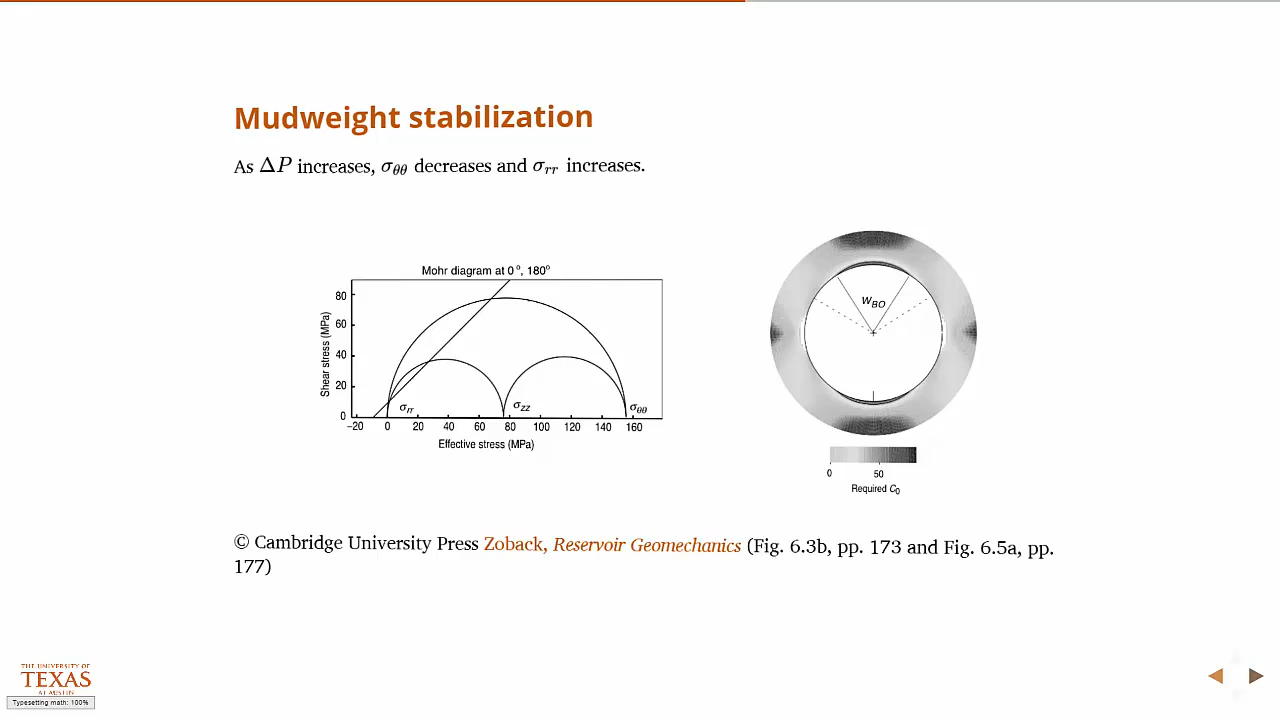 Mudweight stabilization
As ΔP increases, σθθ decreases and σrr increases.
Mohr diagram at 0°, 180°
Shear stress (MPa)
80
60
40
20
0
σrr
σzz
σθθ
−20 0 20 40 60 80 100 120 140 160
Effective stress (MPa)
wBO
0 50
Required C0
© Cambridge University Press Zoback, Reservoir Geomechanics (Fig. 6.3b, pp. 173 and Fig. 6.5a, pp.
177)
THE UNIVERSITY OF
TEXAS
AT AUSTIN
Typesetting math: 100%